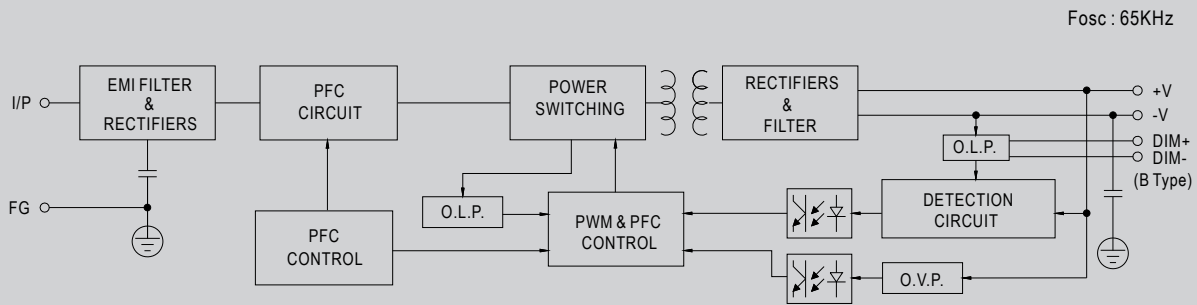 Fosc : 65KHz
I/P
EMI FILTER
&
RECTIFIERS
PFC
CIRCUIT
POWER
SWITCHING
RECTIFIERS
&
FILTER
+V
-V
O.L.P.
DIM+
DIM-
(B Type)
FG
PFC
CONTROL
O.L.P.
PWM & PFC
CONTROL
DETECTION
CIRCUIT
O.V.P.